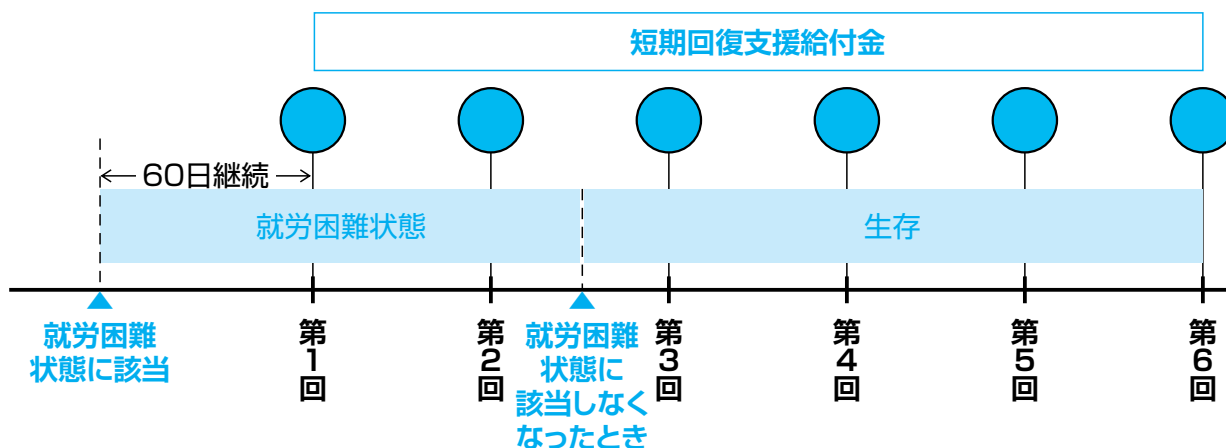 短期回復支援給付金
60日継続
就労困難状態
生存
就労困難
状態に該当
第1回
第2回
就労困難
状態に
該当しなく
なったとき
第3回
第4回
第5回
第6回